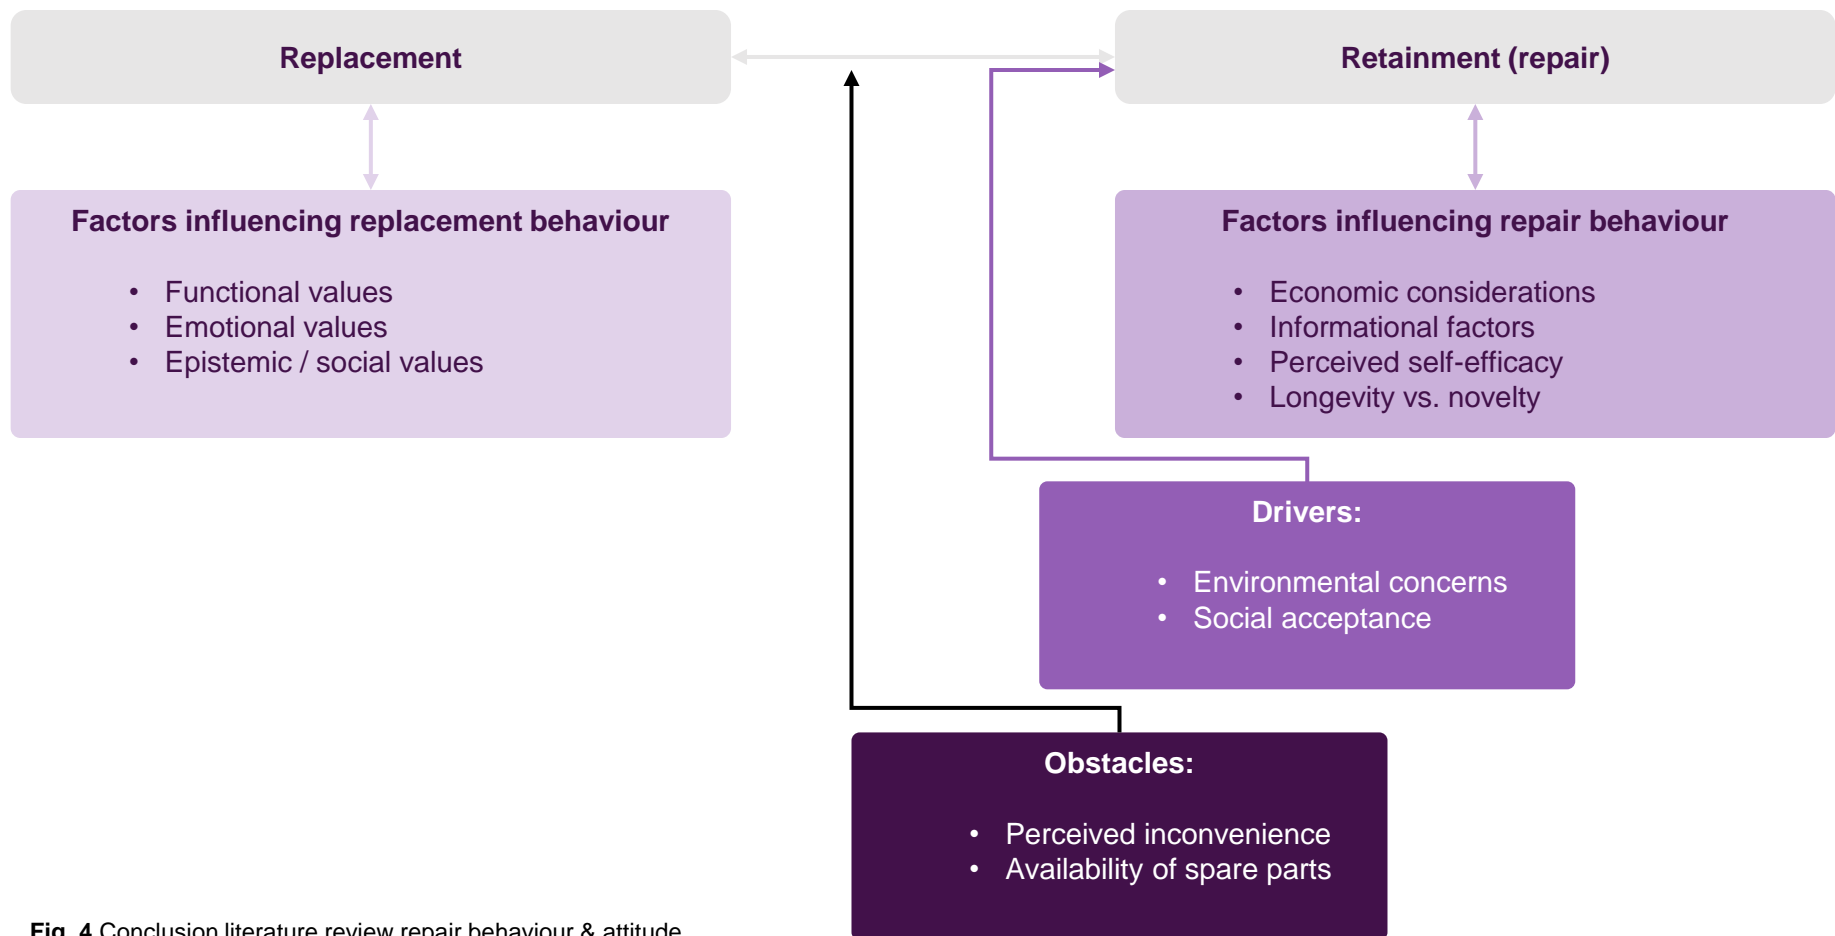 Replacement
Retainment (repair)
Factors influencing replacement behaviour
• Functional values
• Emotional values
• Epistemic / social values
Factors influencing repair behaviour
• Economic considerations
• Informational factors
• Perceived self-efficacy
• Longevity vs. novelty
Drivers:
• Environmental concerns
• Social acceptance
Obstacles:
• Perceived inconvenience
• Availability of spare parts
Fig. 4 Conclusion literature review repair behaviour & attitude